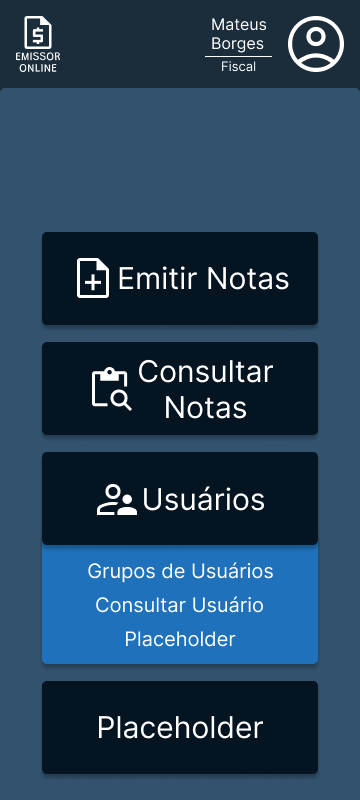 EMISSOR
ONLINE
Mateus
Borges
Fiscal
Emitir Notas
Consultar
Notas
Usuários
Grupos de Usuários
Consultar Usuário
Placeholder
Placeholder